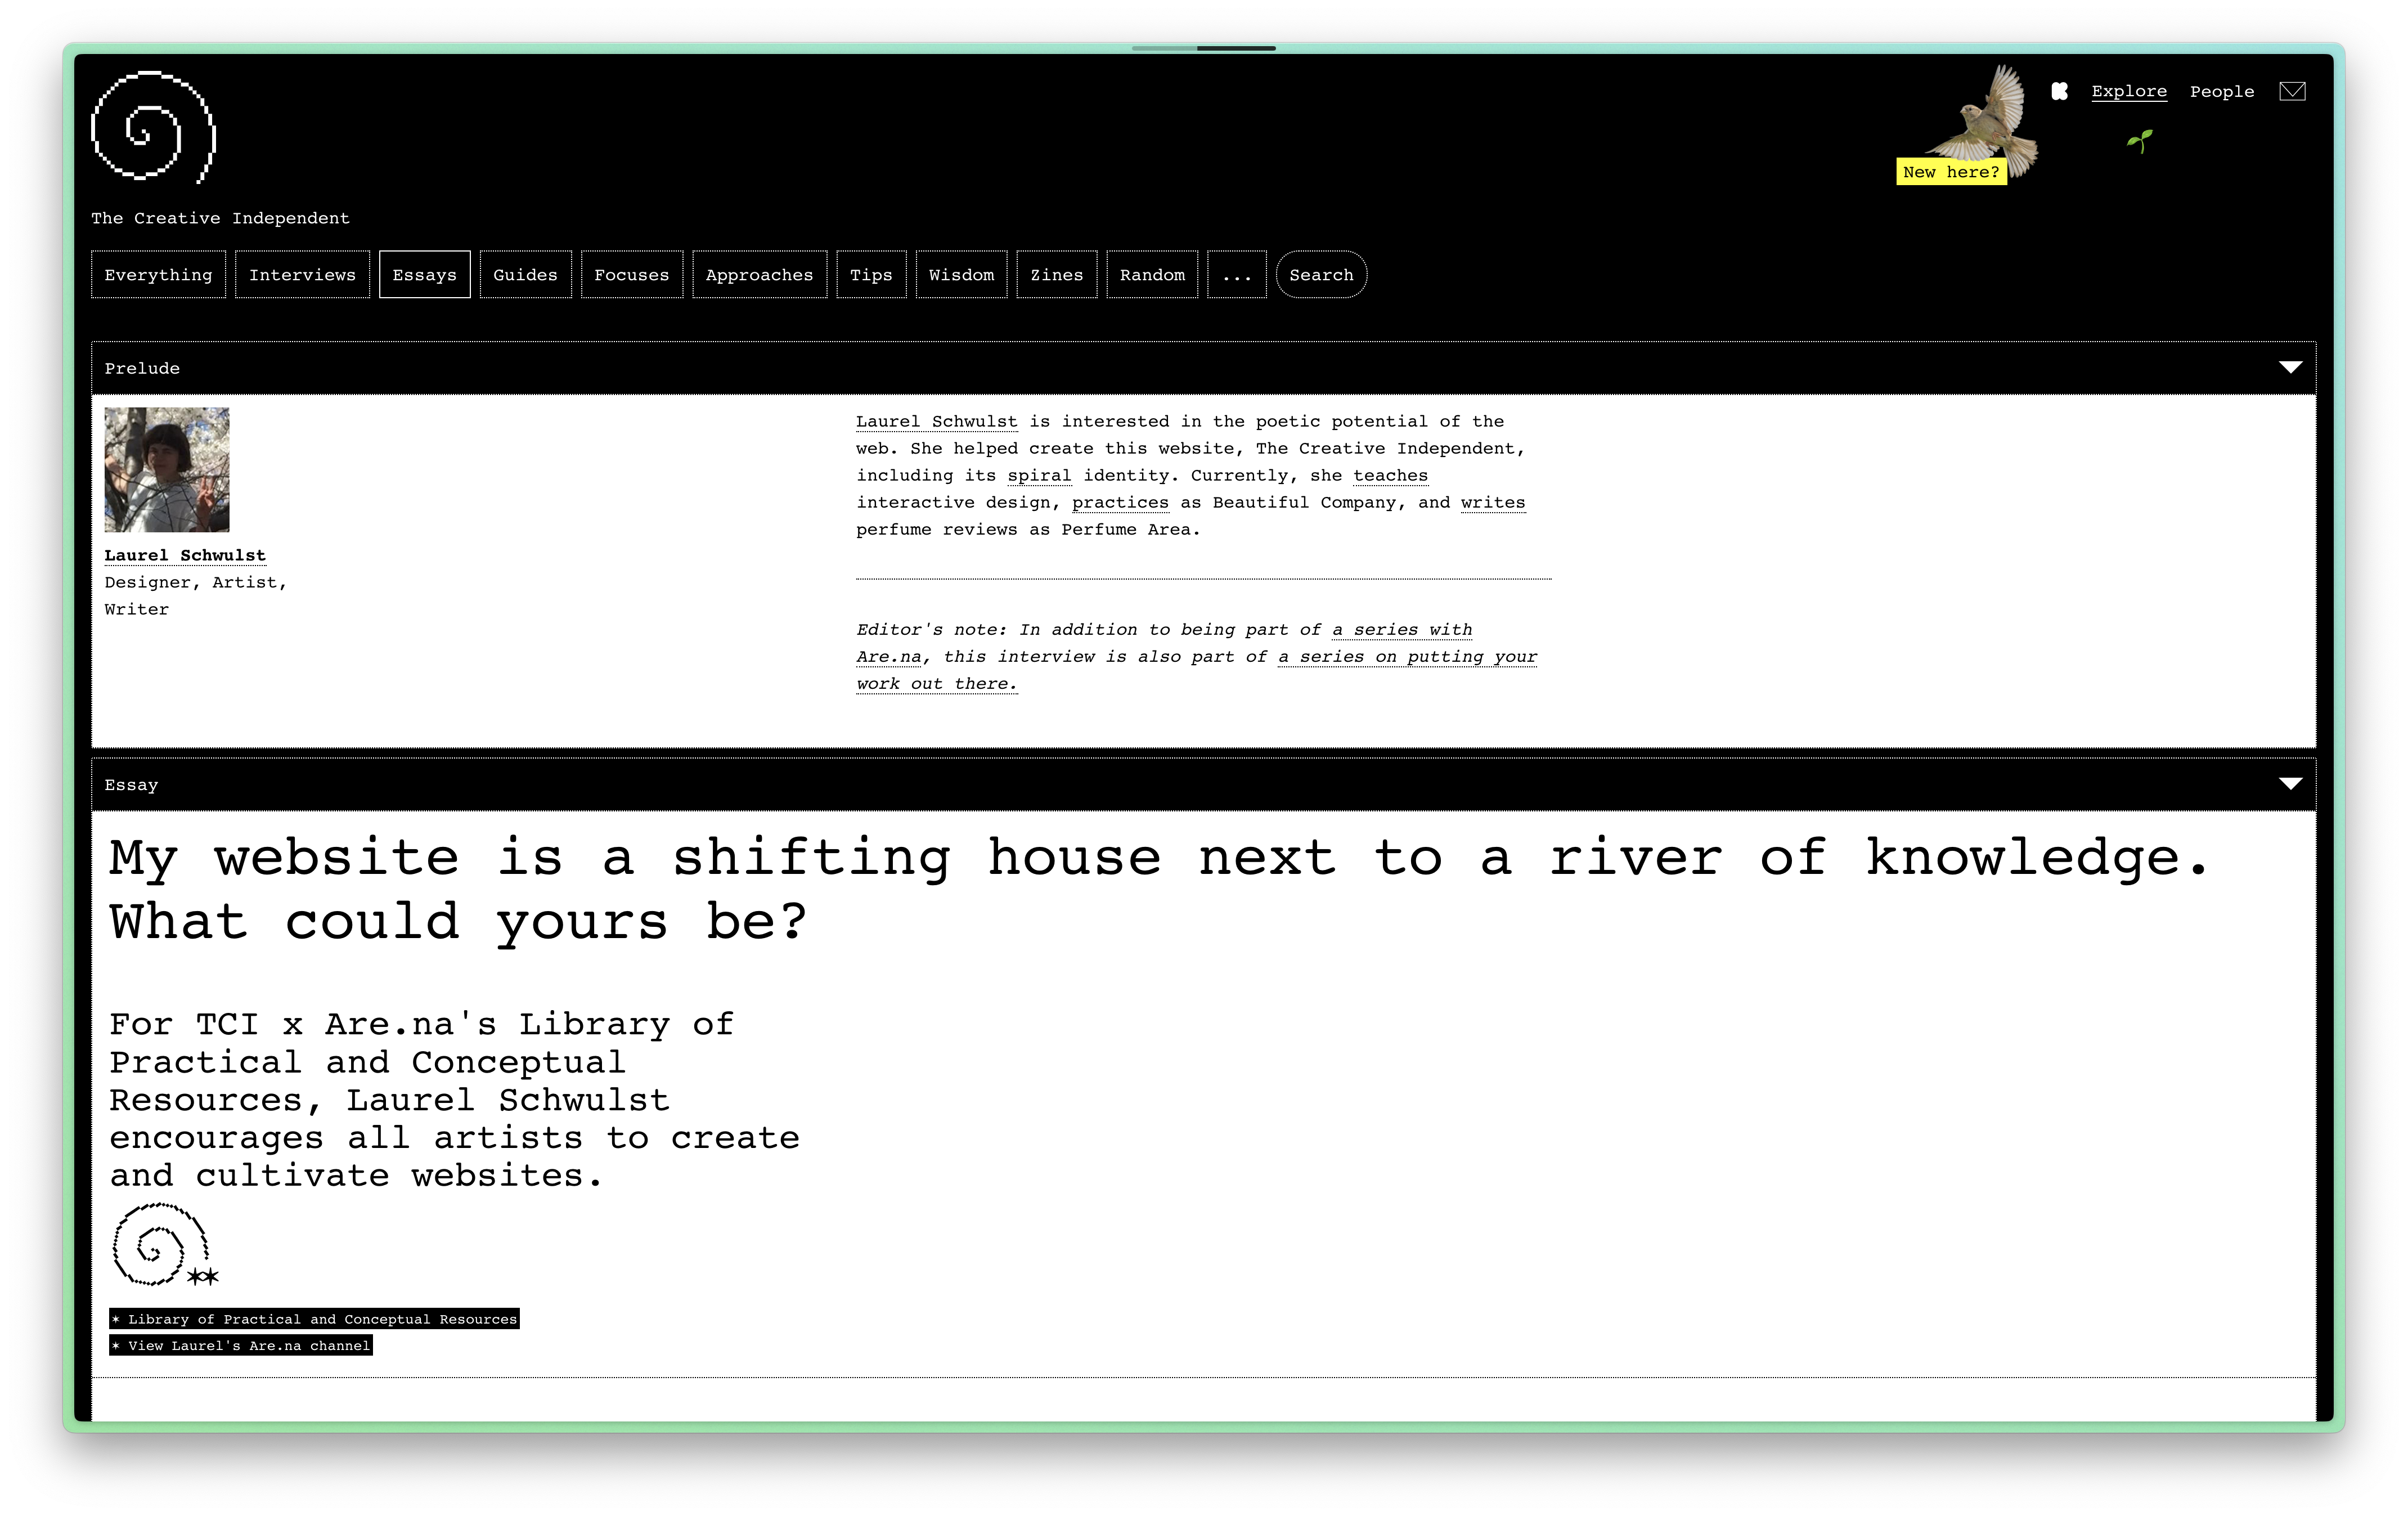 Explore People
New here?
The Creative Independent
Everything Interviews Essays Guides Focuses Approaches Tips Wisdom Zines Random ... Search
Prelude
Laurel Schwulst
Designer, Artist,
Writer
Laurel Schwulst is interested in the poetic potential of the
web. She helped create this website, The Creative Independent,
including its spiral identity. Currently, she teaches
interactive design, practices as Beautiful Company, and writes
perfume reviews as Perfume Area.
Editor's note: In addition to being part of a series with
Are.na, this interview is also part of a series on putting your
work out there.
Essay
My website is a shifting house next to a river of knowledge.
What could yours be?
For TCI x Are.na's Library of
Practical and Conceptual
Resources, Laurel Schwulst
encourages all artists to create
and cultivate websites.
✶✶
✶ Library of Practical and Conceptual Resources
✶ View Laurel's Are.na channel